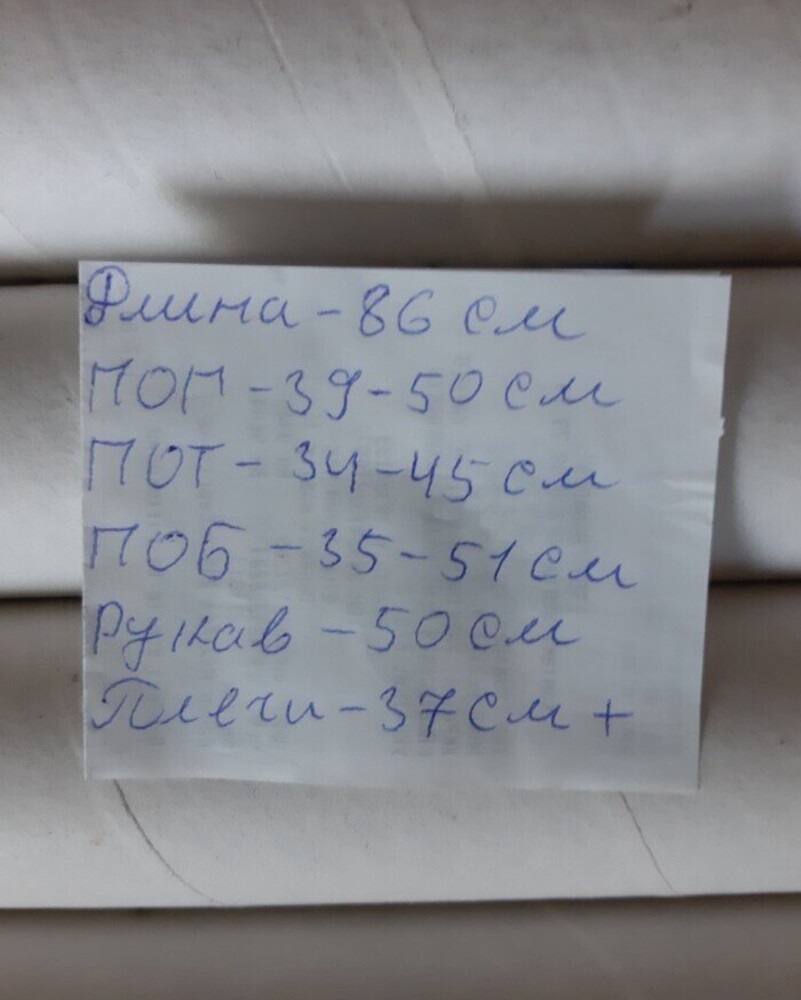 Длина - 86 см
ПОГ - 39 - 50 см
ПОТ - 34 - 45 см
ПОБ - 35 - 51 см
Рукав - 50 см
Плечи - 37 см +